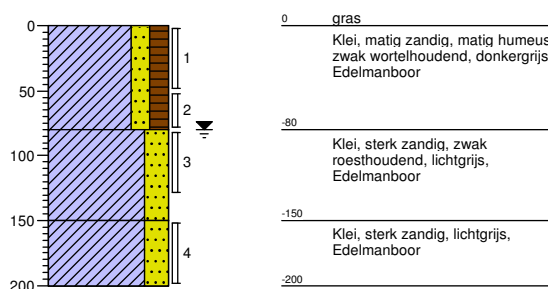 0
50
100
150
200
1
2
3
4
0 gras
Klei, matig zandig, matig humeus
zwak wortelhoudend, donkergrijs
Edelmanboor
-80
Klei, sterk zandig, zwak
roesthoudend, lichtgrijs,
Edelmanboor
-150
Klei, sterk zandig, lichtgrijs,
Edelmanboor
-200